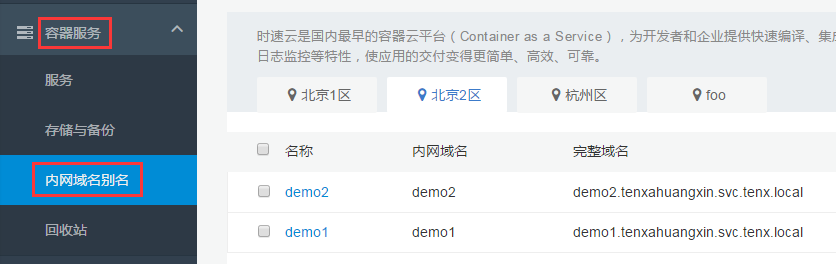 容器服务
服务
存储与备份
内网域名别名
回收站
时速云是国内最早的容器云平台（Container as a Service），为开发者和企业提供快速编译、集成
日志监控等特性，使应用的交付变得更简单、高效、可靠。
北京1区 北京2区 杭州区 foo
名称 内网域名 完整域名
demo2 demo2 demo2.tenxahuangxin.svc.tenx.local
demo1 demo1 demo1.tenxahuangxin.svc.tenx.local